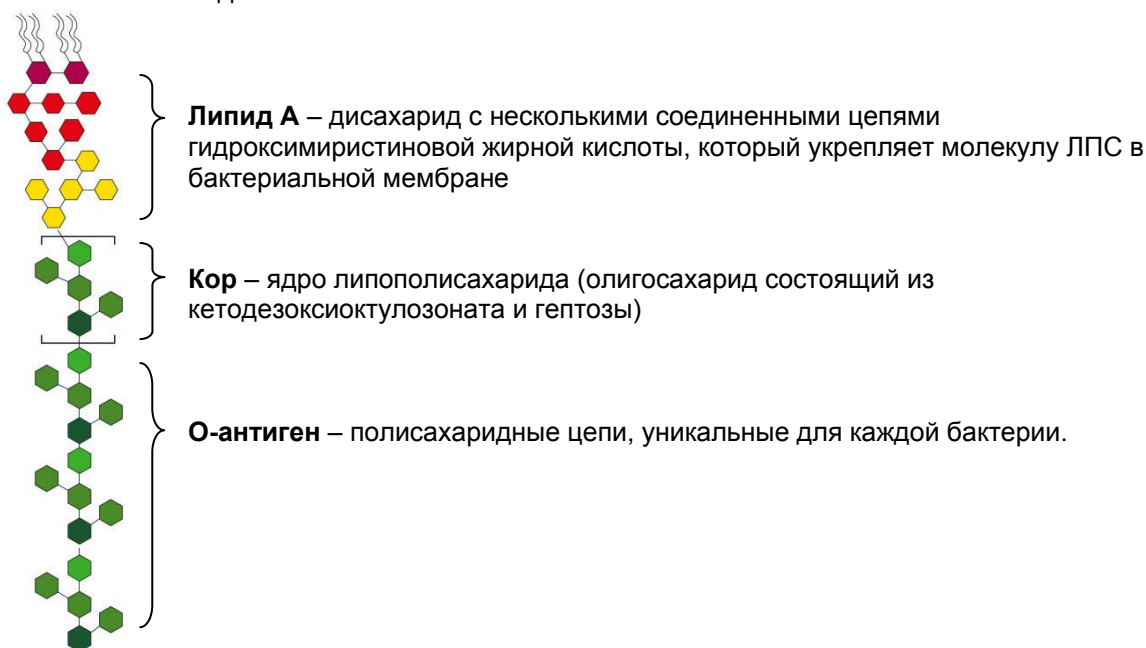 Липид А – дисахарид с несколькими соединенными цепями
гидроксимиристиновой жирной кислоты, который укрепляет молекулу ЛПС в
бактериальной мембране
Кор – ядро липополисахарида (олигосахарид состоящий из
кетодезоксиоктулозоната и гептозы)
О-антиген – полисахаридные цепи, уникальные для каждой бактерии.